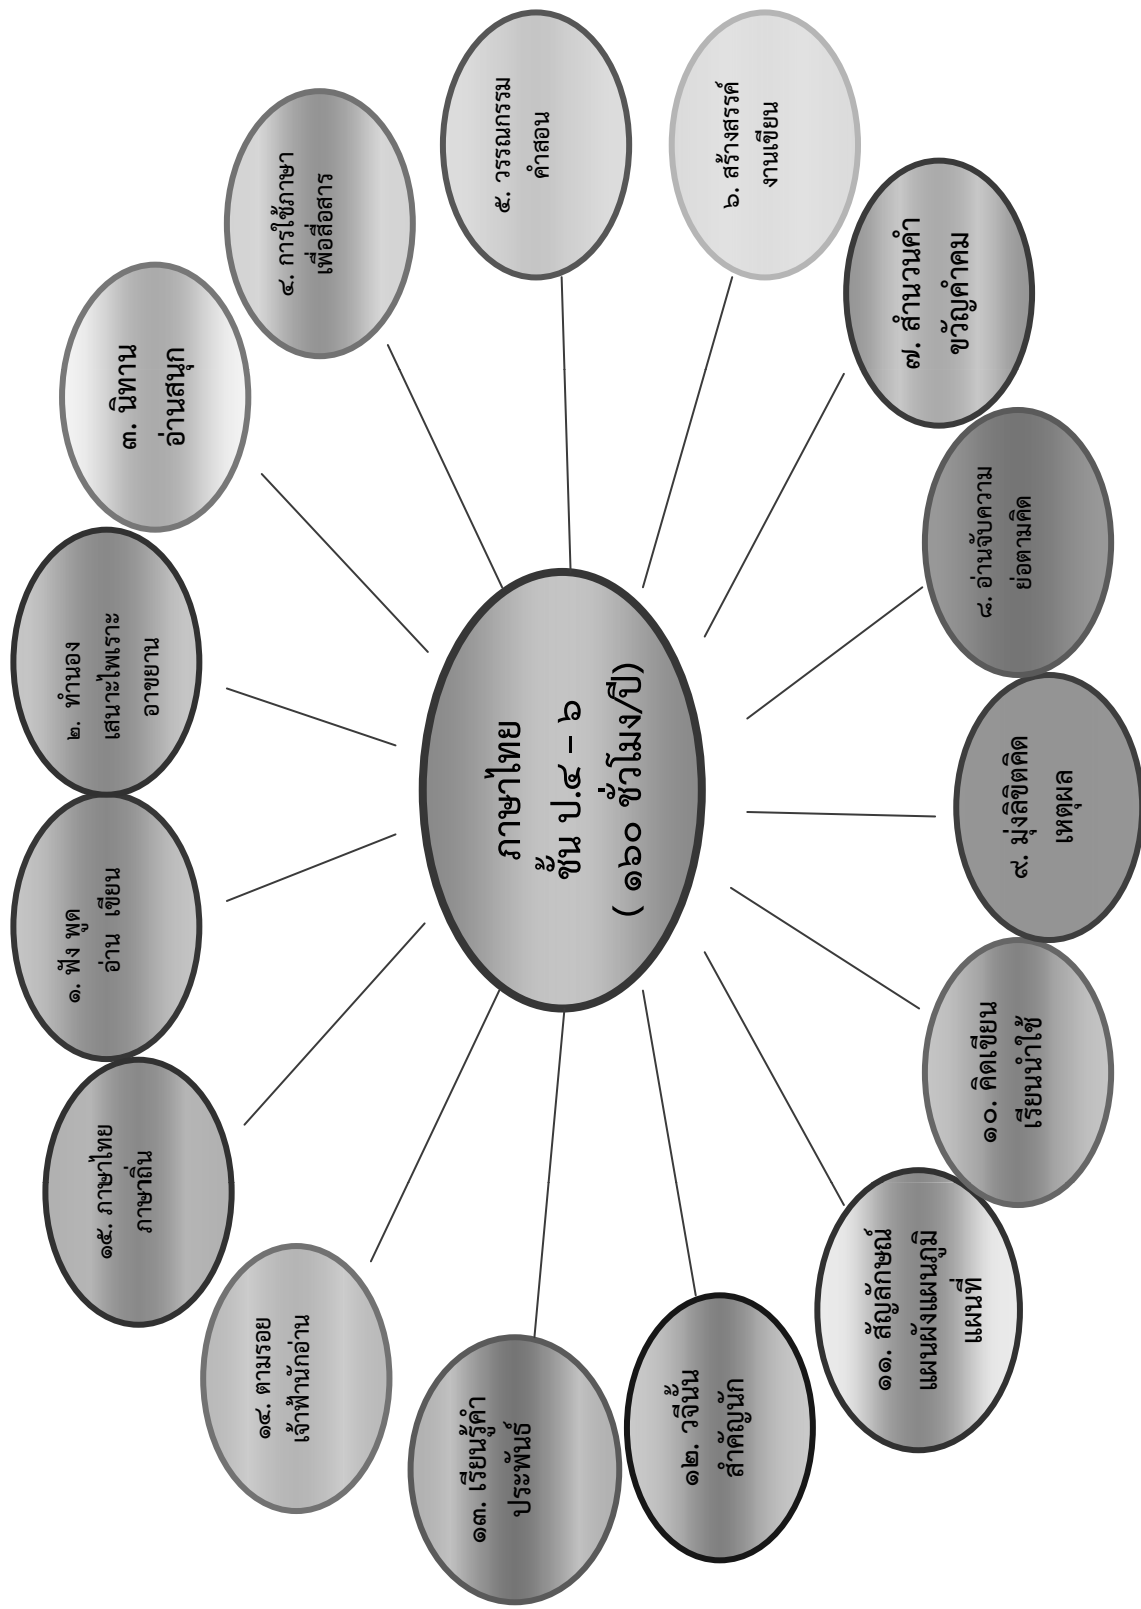 ภาษาไทย
ชั้น ป.๔ – ๖
( ๑๖๐ ชั่วโมง/ปี)
๑. ฟัง พูด
อ่าน เขียน
๒. ทำนอง
เสนาะไพเราะ
อาขยาน
๓. นิทาน
อ่านสนุก
๔. การใช้ภาษา
เพื่อสื่อสาร
๕. วรรณกรรม
คำสอน
๖. สร้างสรรค์
งานเขียน
๗. สำนวนคำ
ขวัญคำคม
๘. อ่านจับความ
ย่อตามคิด
๙. มุ่งลิขิตคิด
เหตุผล
๑๐. คิดเขียน
เรียนนำใช้
๑๑. สัญลักษณ์
แผนผังแผนภูมิ
แผนที่
๑๒. วจีนั้น
สำคัญนัก
๑๓. เรียนรู้คำ
ประพันธ์
๑๔. ตามรอย
เจ้าฟ้านักอ่าน
๑๕. ภาษาไทย
ภาษาถิ่น